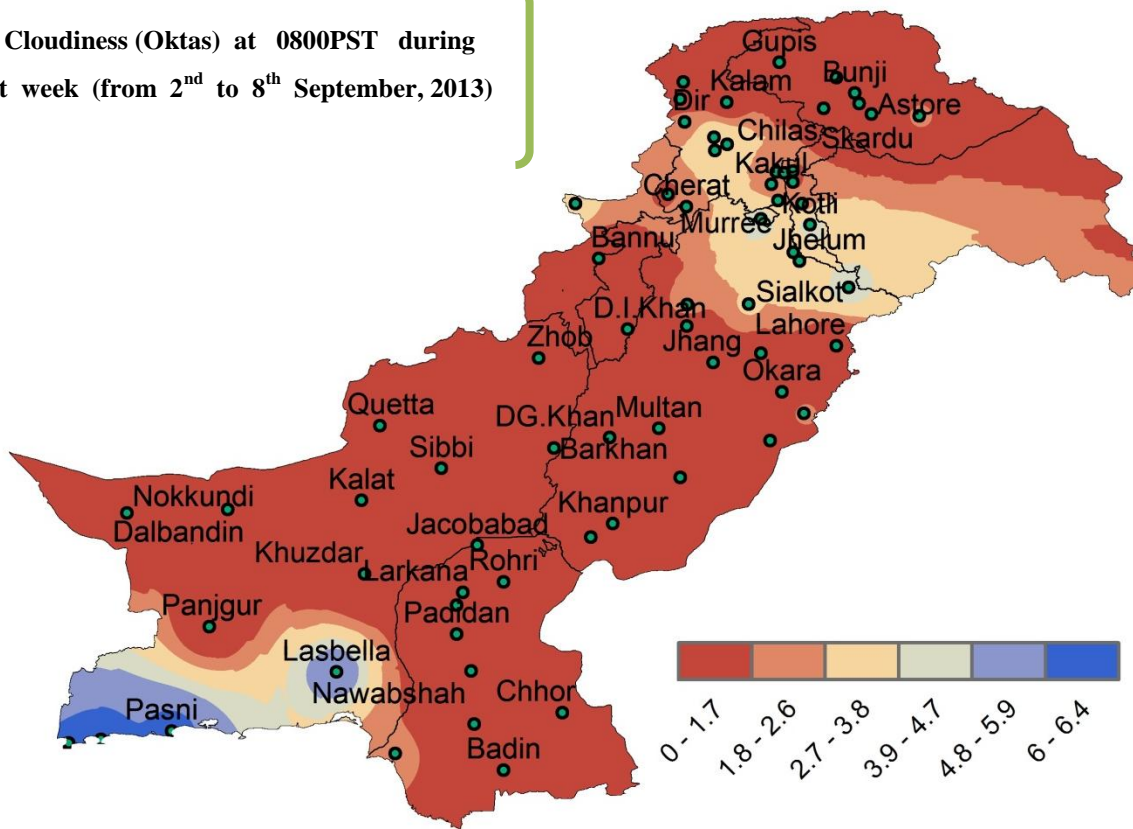 Cloudiness (Oktas) at 0800PST during
t week (from 2nd to 8th September, 2013)
Gupis
Kalam
Bunji
Dir
Astore
Chilas
Skardu
Kakul
Cherat
Kotli
Murree
Jhelum
Bannu
Sialkot
D.I.Khan
Lahore
Zhob
Jhang
Okara
Quetta
DG.Khan
Multan
Sibbi
Barkhan
Kalat
Nokkundi
Khanpur
Dalbandin
Jacobabad
Khuzdar
Rohri
Larkana
Panjgur
Padidan
Lasbella
Nawabshah
Chhor
Pasni
Badin
0 - 1.7
1.8 - 2.6
2.7 - 3.8
3.9 - 4.7
4.8 - 5.9
6 - 6.4